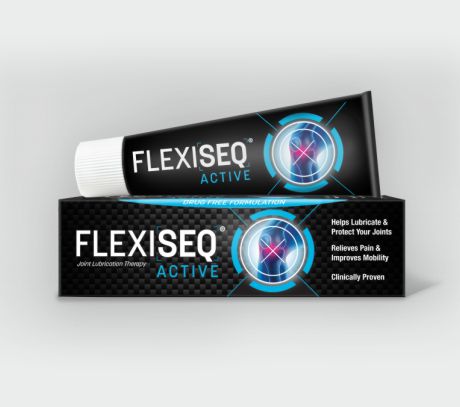 FLEXISEQ®
ACTIVE
DRUG FREE FORMULATION
FLEXISEQ®
Joint Lubrication Therapy
ACTIVE
Helps Lubricate &
Protect Your Joints
Relieves Pain &
Improves Mobility
Clinically Proven